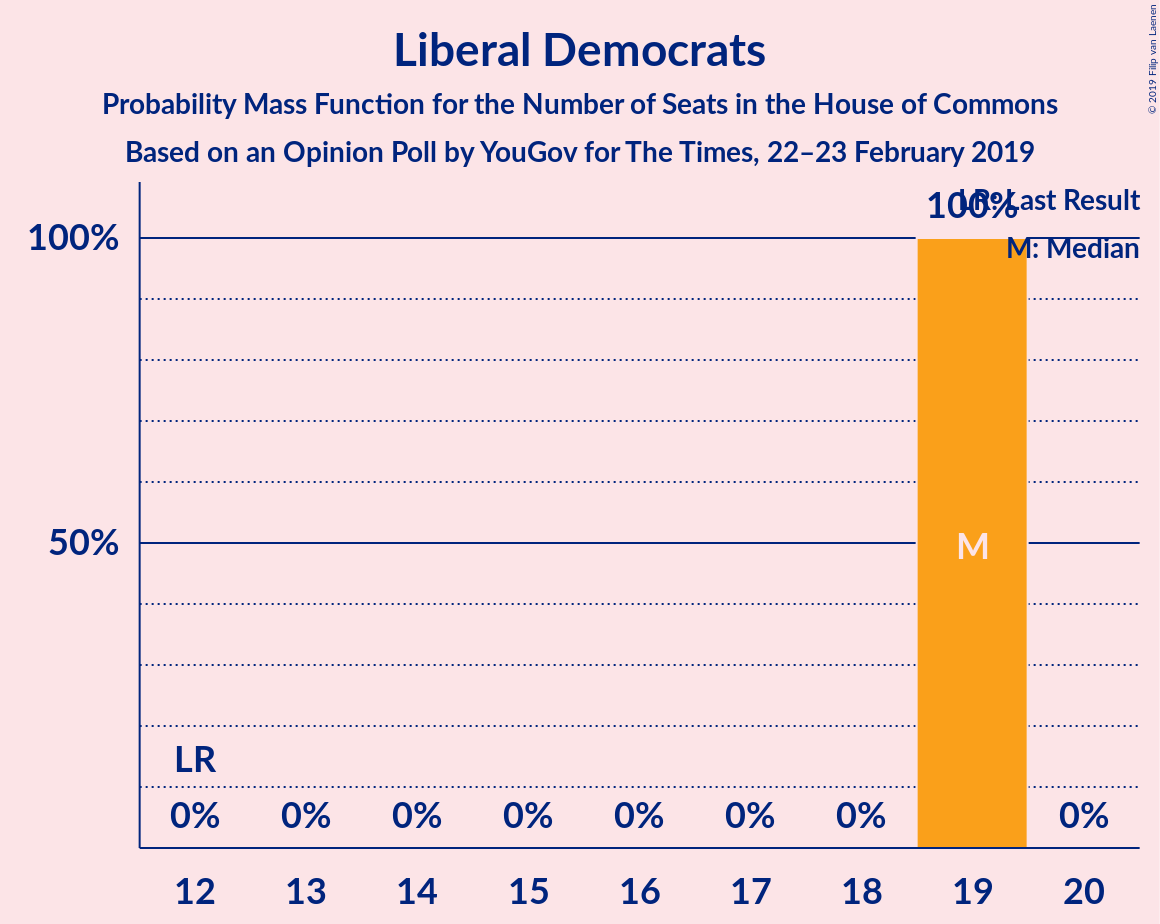 Liberal Democrats
Probability Mass Function for the Number of Seats in the House of Commons
Based on an Opinion Poll by YouGov for The Times, 22–23 February 2019
© 2019 Filip van Laenen
LR: Last Result
M: Median
100%
100%
50%
M
LR
0% 0% 0% 0% 0% 0% 0% 0%
12 13 14 15 16 17 18 19 20